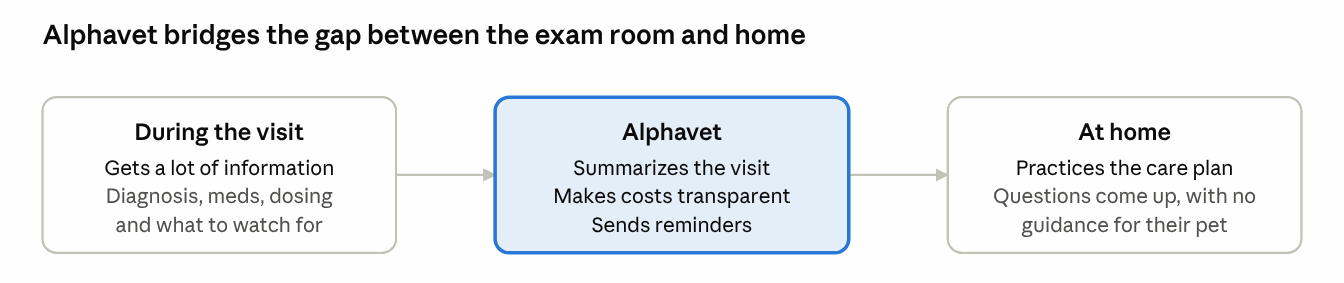 Alphavet bridges the gap between the exam room and home
During the visit
Gets a lot of information
Diagnosis, meds, dosing
and what to watch for
Alphavet
Summarizes the visit
Makes costs transparent
Sends reminders
At home
Practices the care plan
Questions come up, with no
guidance for their pet